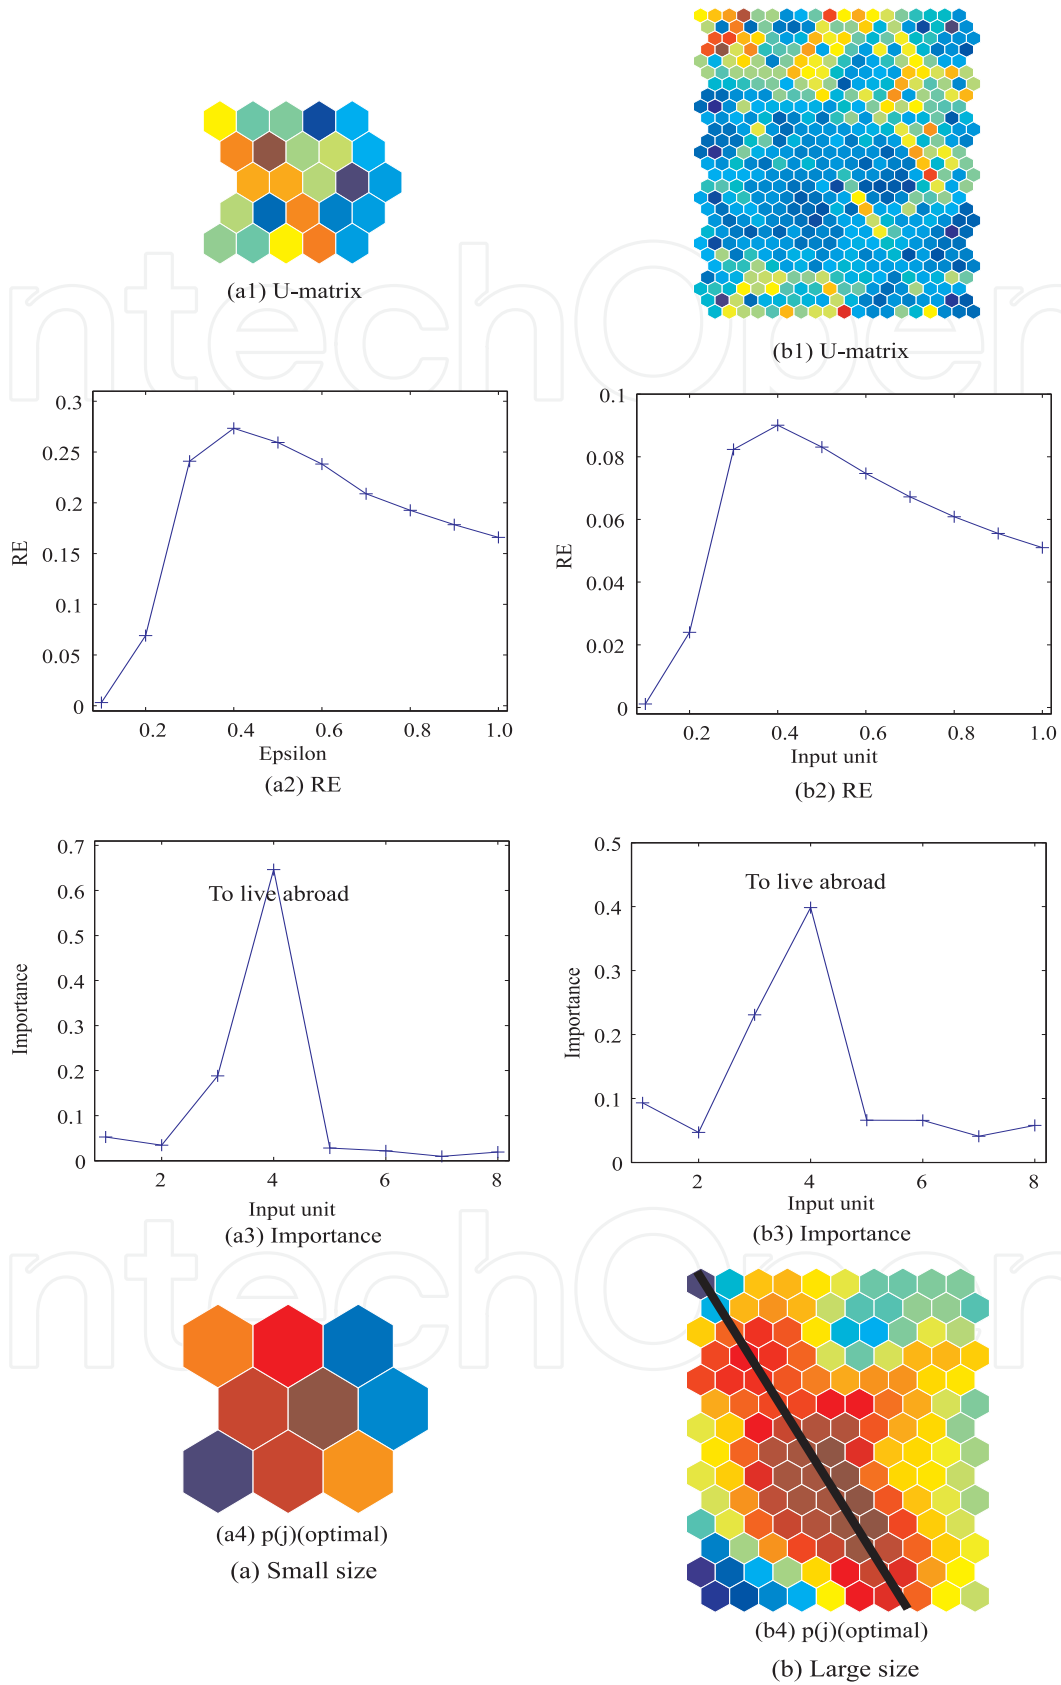 (a1) U-matrix
(b1) U-matrix
0.3
0.25
0.2
0.15
0.1
0.05
0
RE
0.2 0.4 0.6 0.8 1.0
Epsilon
(a2) RE
0.1
0.08
0.06
0.04
0.02
0
RE
0.2 0.4 0.6 0.8 1.0
Input unit
(b2) RE
0.7
0.6
0.5
0.4
0.3
0.2
0.1
0
Importance
To live abroad
2 4 6 8
Input unit
(a3) Importance
0.5
0.4
0.3
0.2
0.1
0
Importance
To live abroad
2 4 6 8
Input unit
(b3) Importance
(a4) p(j)(optimal)
(a) Small size
(b4) p(j)(optimal)
(b) Large size
ntechOpen
ntechOpen